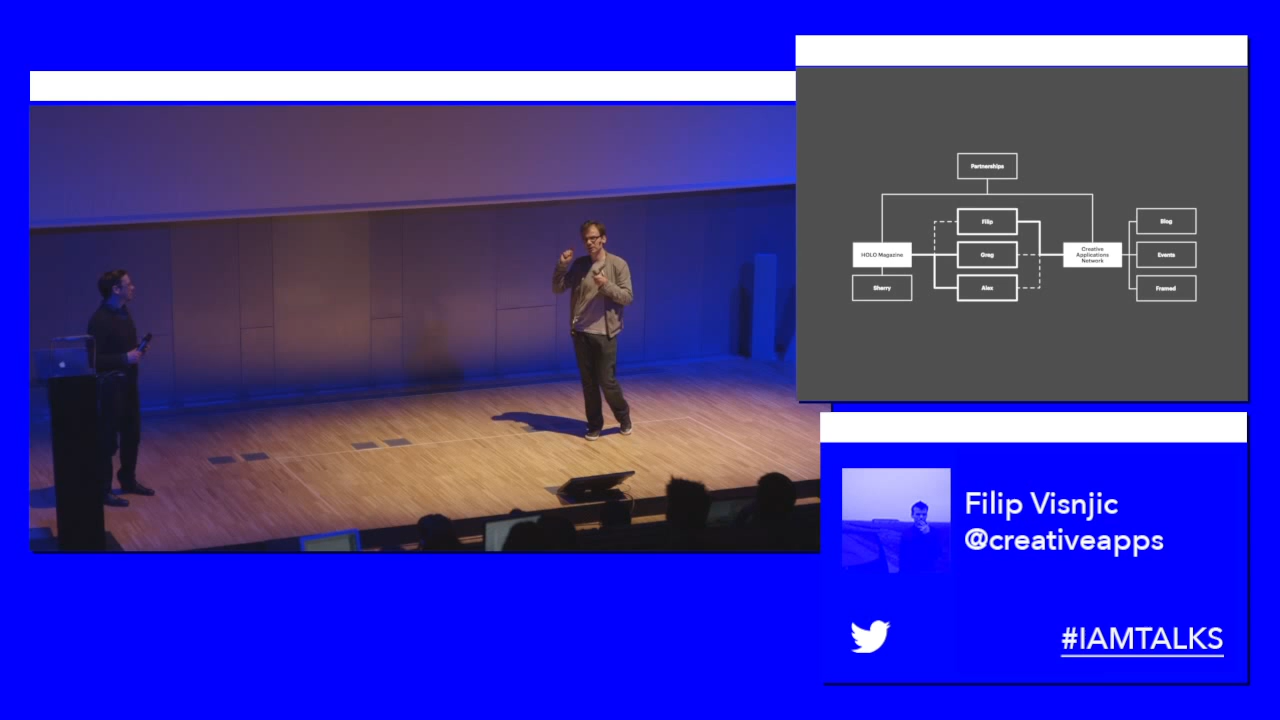 Partnerships
Filip
HOLO Magazine
Greg
Creative
Applications
Network
Blog
Events
Sherry
Alex
Framed
Filip Visnjic
@creativeapps
#IAMTALKS